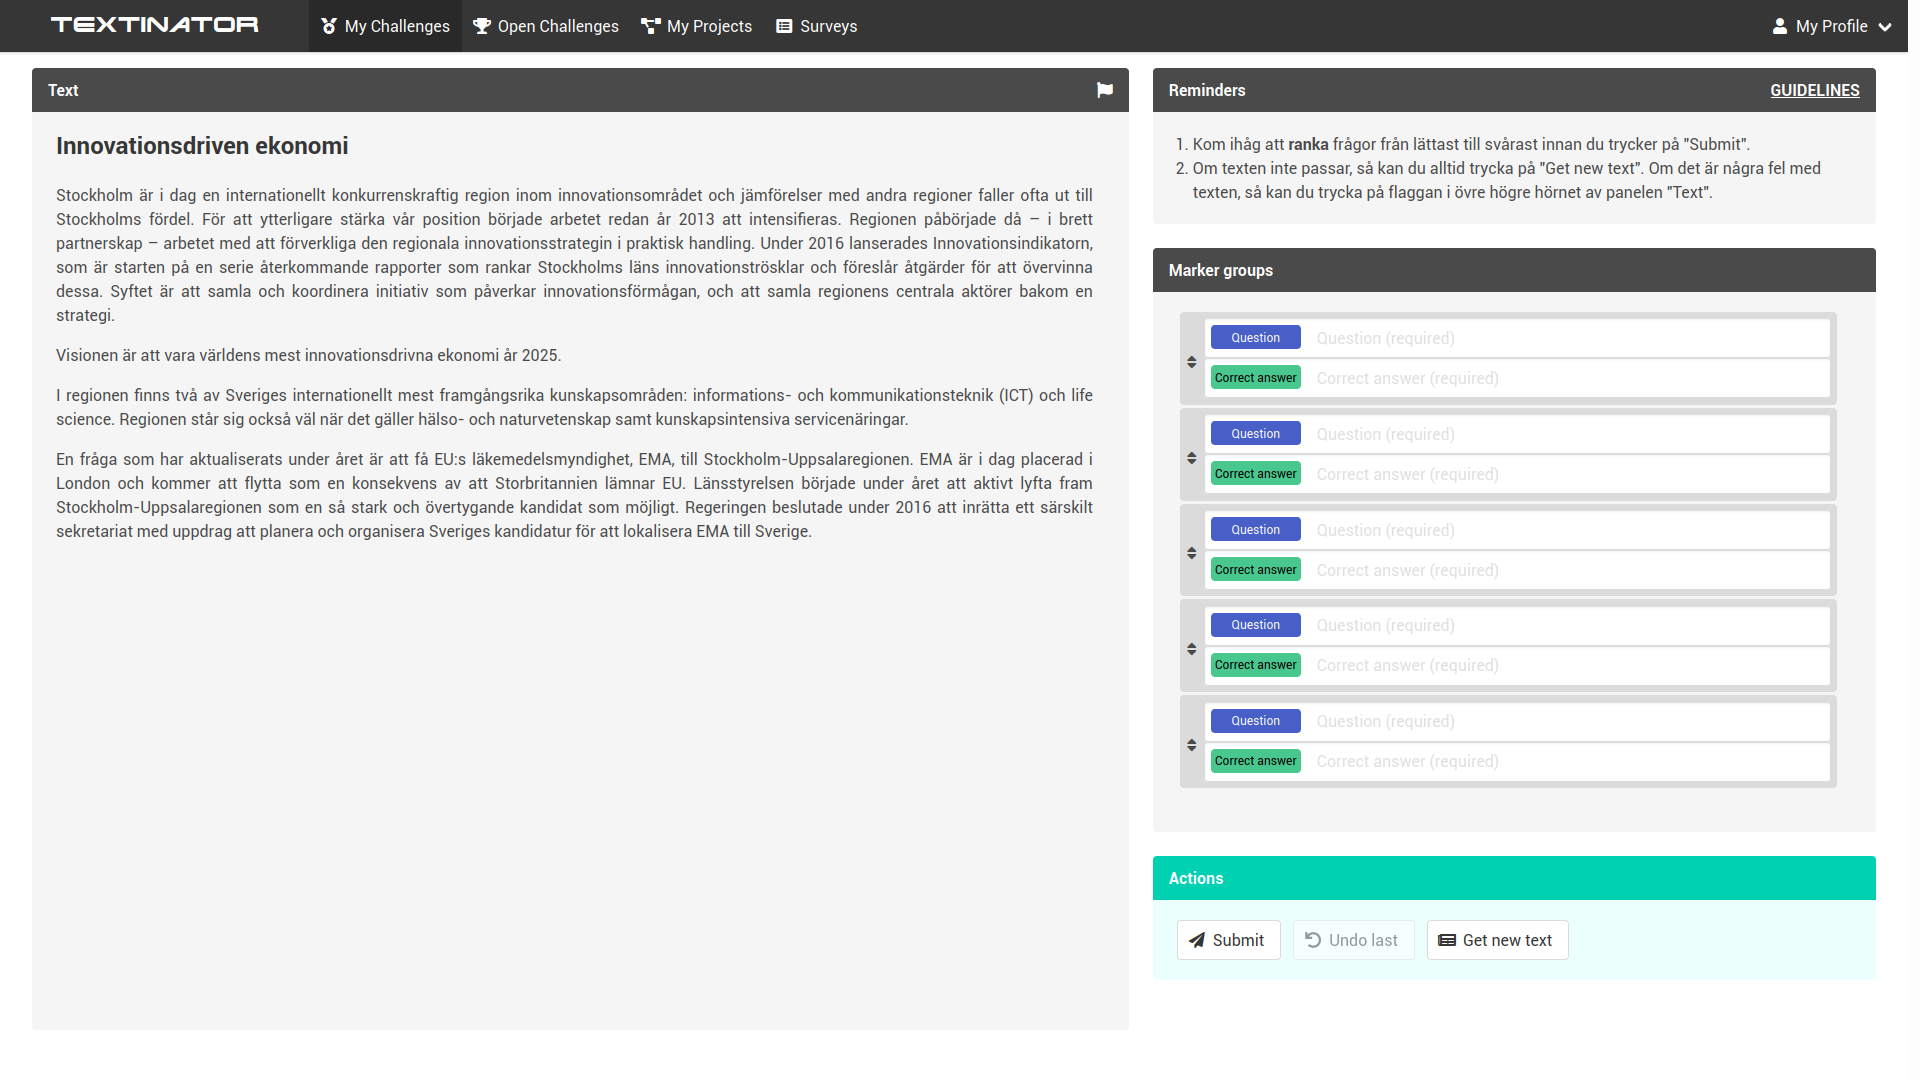 TEXTINATOR
My Challenges
Open Challenges
My Projects
Surveys
My Profile
Text
Innovationsdriven ekonomi
Stockholm är i dag en internationellt konkurrenskraftig region inom innovationsområdet och jämförelser med andra regioner faller ofta ut till
Stockholms fördel. För att ytterligare stärka vår position började arbetet redan år 2013 att intensifieras. Regionen påbörjade då – i brett
partnerskap – arbetet med att förverkliga den regionala innovationsstrategin i praktisk handling. Under 2016 lanserades Innovationsindikatorn,
som är starten på en serie återkommande rapporter som rankar Stockholms läns innovationströsklar och föreslår åtgärder för att övervinna
dessa. Syftet är att samla och koordinera initiativ som påverkar innovationsförmågan, och att samla regionens centrala aktörer bakom en
strategi.
Visionen är att vara världens mest innovationsdrivna ekonomi år 2025.
I regionen finns två av Sveriges internationellt mest framgångsrika kunskapsområden: informations- och kommunikationsteknik (ICT) och life
science. Regionen står sig också väl när det gäller hälso- och naturvetenskap samt kunskapsintensiva servicenäringar.
En fråga som har aktualiserats under året är att få EU:s läkemedelsmyndighet, EMA, till Stockholm-Uppsalaregionen. EMA är i dag placerad i
London och kommer att flytta som en konsekvens av att Storbritannien lämnar EU. Länsstyrelsen började under året att aktivt lyfta fram
Stockholm-Uppsalaregionen som en så stark och övertygande kandidat som möjligt. Regeringen beslutade under 2016 att inrätta ett särskilt
sekretariat med uppdrag att planera och organisera Sveriges kandidatur för att lokalisera EMA till Sverige.
Reminders
GUIDELINES
1. Kom ihåg att ranka frågor från lättast till svårast innan du trycker på "Submit".
2. Om texten inte passar, så kan du alltid trycka på "Get new text". Om det är några fel med
texten, så kan du trycka på flaggan i övre högre hörnet av panelen "Text".
Marker groups
Question Question (required)
Correct answer Correct answer (required)
Question Question (required)
Correct answer Correct answer (required)
Question Question (required)
Correct answer Correct answer (required)
Question Question (required)
Correct answer Correct answer (required)
Question Question (required)
Correct answer Correct answer (required)
Actions
Submit
Undo last
Get new text